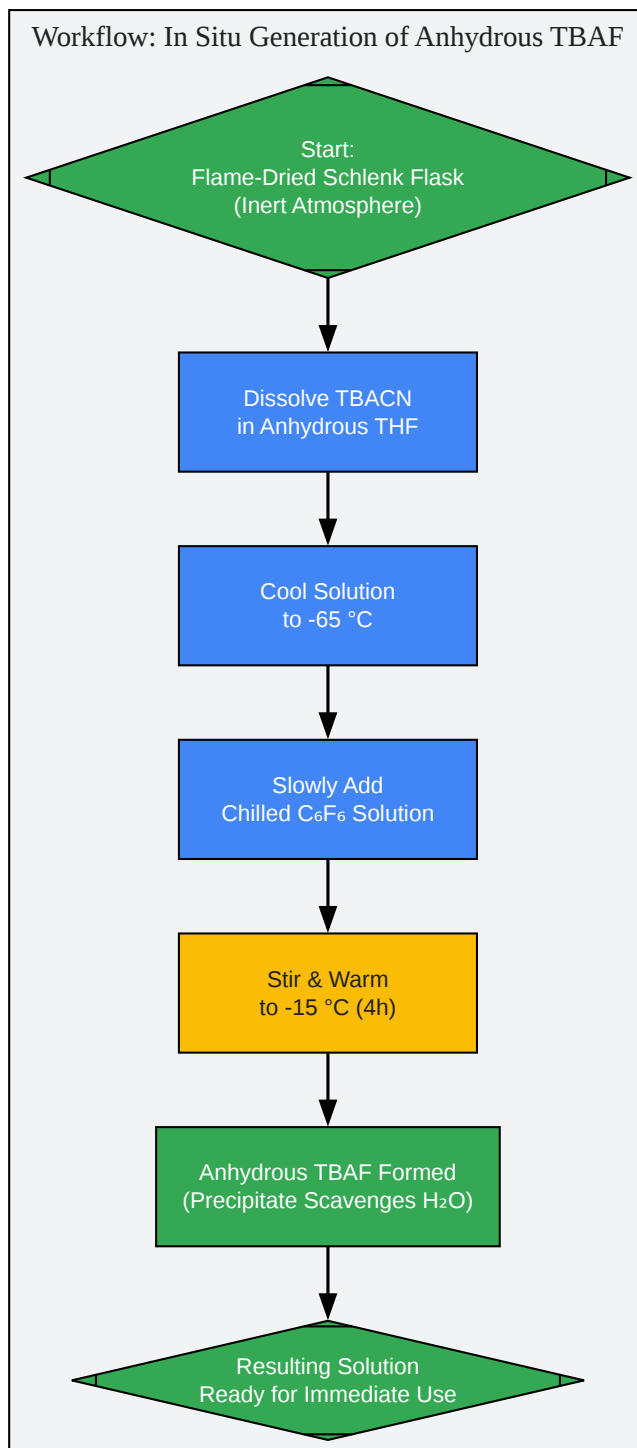 Workflow: In Situ Generation of Anhydrous TBAF
Start:
Flame-Dried Schlenk Flask
(Inert Atmosphere)
Dissolve TBACN
in Anhydrous THF
Cool Solution
to -65 °C
Slowly Add
Chilled C₆F₆ Solution
Stir & Warm
to -15 °C (4h)
Anhydrous TBAF Formed
(Precipitate Scavenges H₂O)
Resulting Solution
Ready for Immediate Use